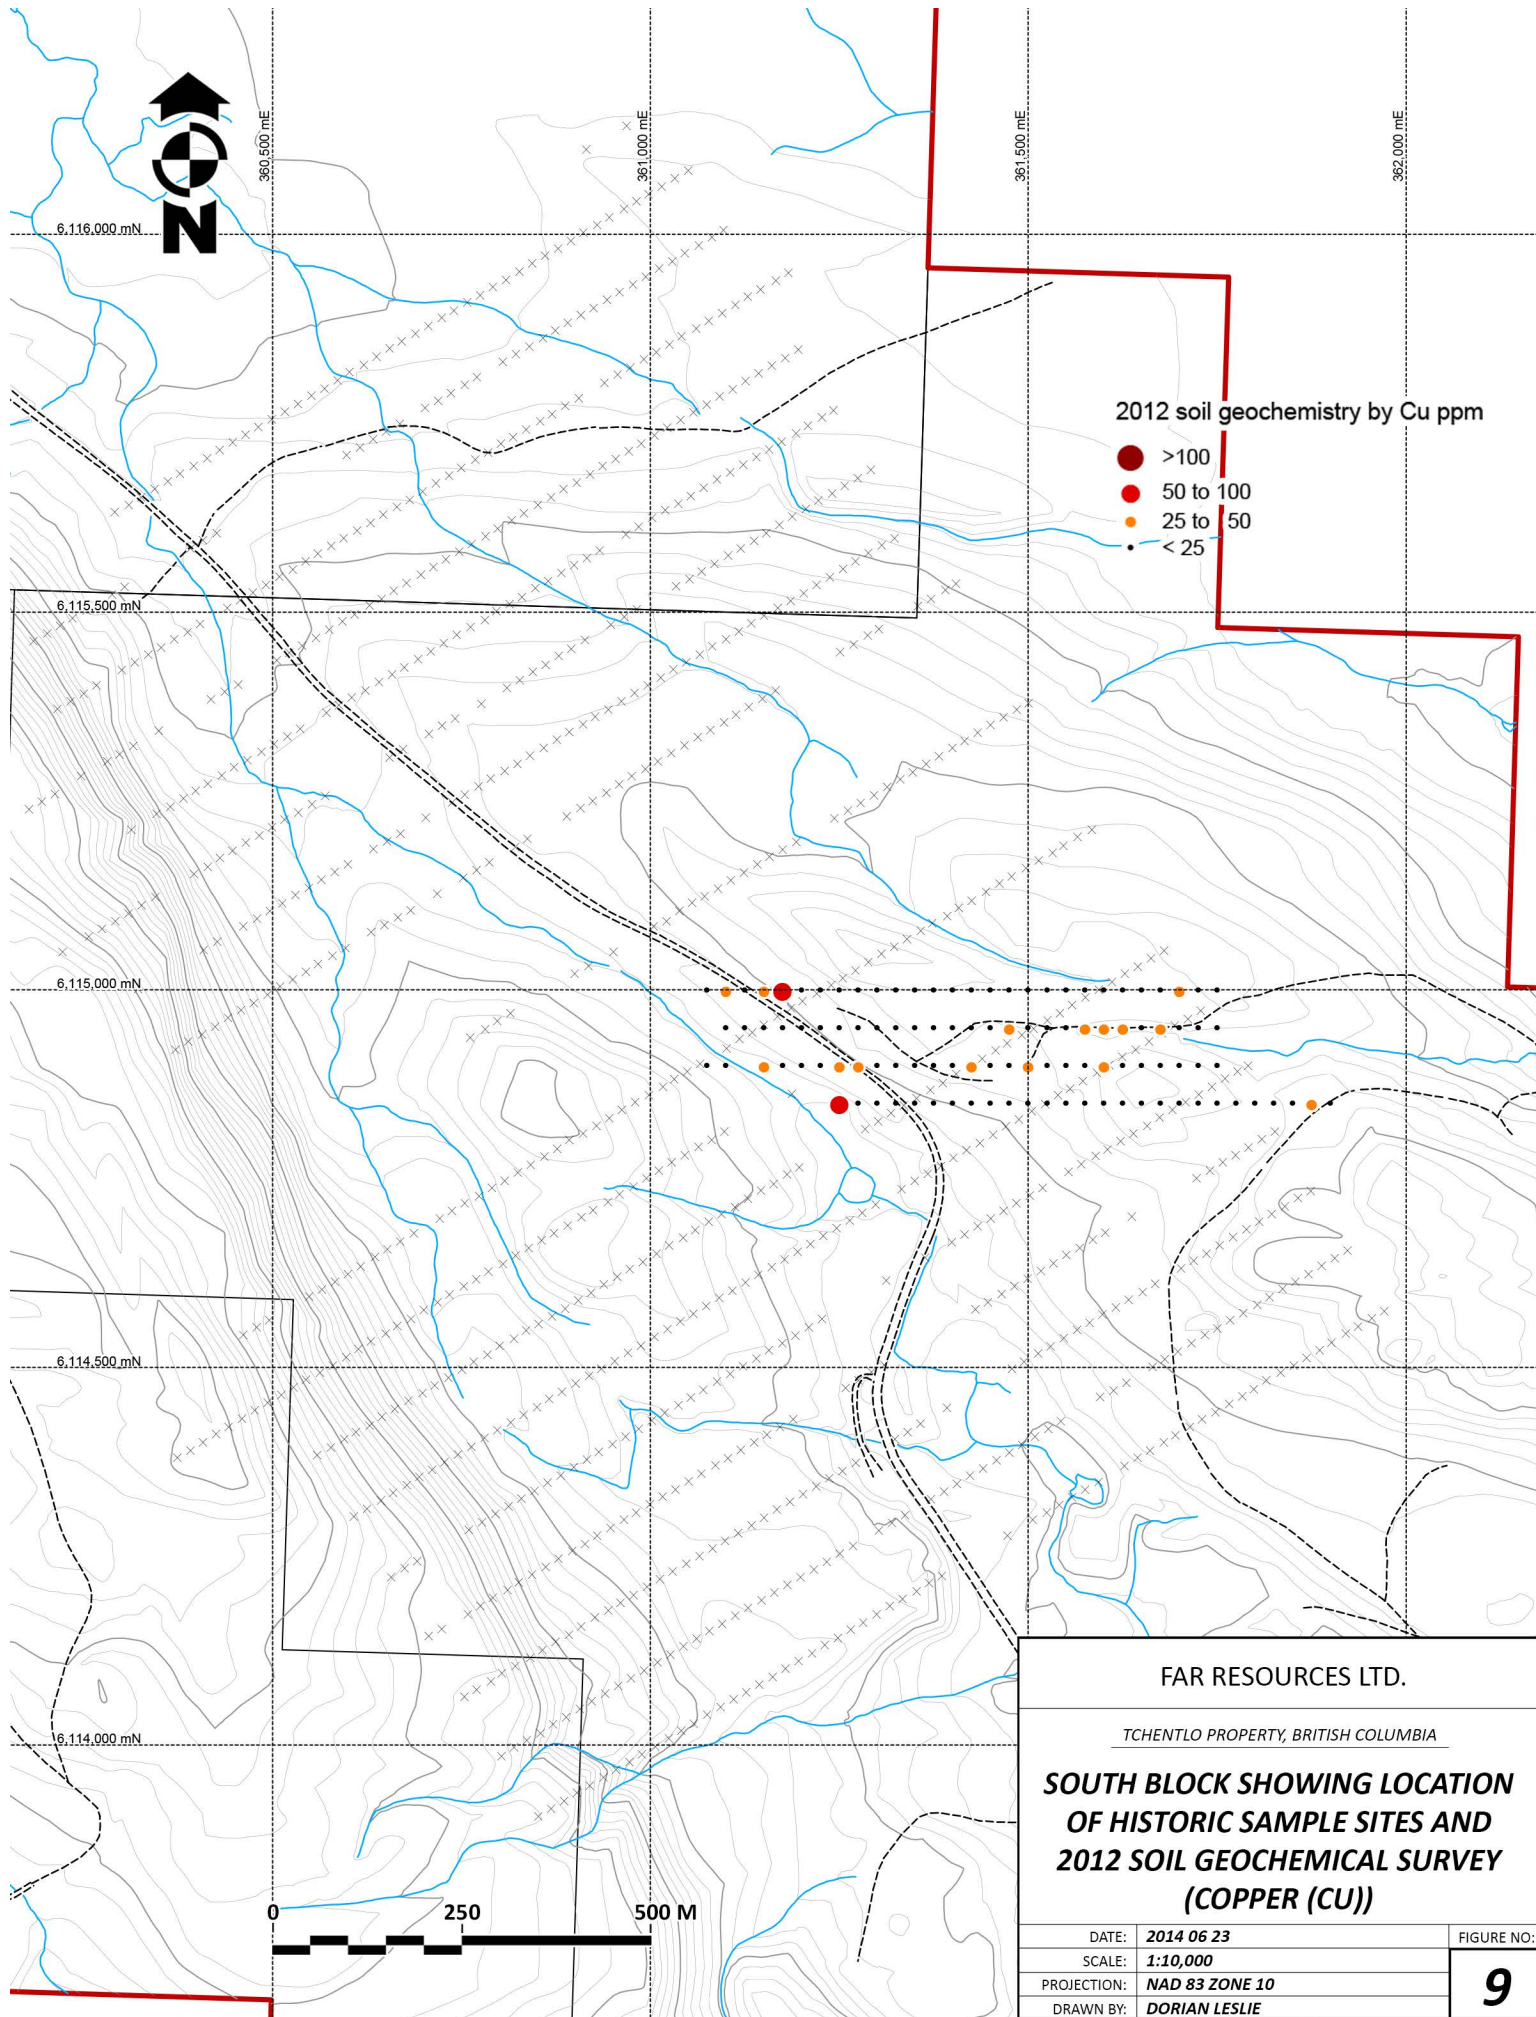 360,500 mE
361,000 mE
361,500 mE
362,000 mE
N
6,116,000 mN
2012 soil geochemistry by Cu ppm
>100
50 to 100
25 to 50
< 25
6,115,500 mN
6,115,000 mN
6,114,500 mN
6,114,000 mN
0 250 500 M
FAR RESOURCES LTD.
TCHENTLO PROPERTY, BRITISH COLUMBIA
SOUTH BLOCK SHOWING LOCATION
OF HISTORIC SAMPLE SITES AND
2012 SOIL GEOCHEMICAL SURVEY
(COPPER (CU))
DATE: 2014 06 23
SCALE: 1:10,000
PROJECTION: NAD 83 ZONE 10
DRAWN BY: DORIAN LESLIE
FIGURE NO:
9